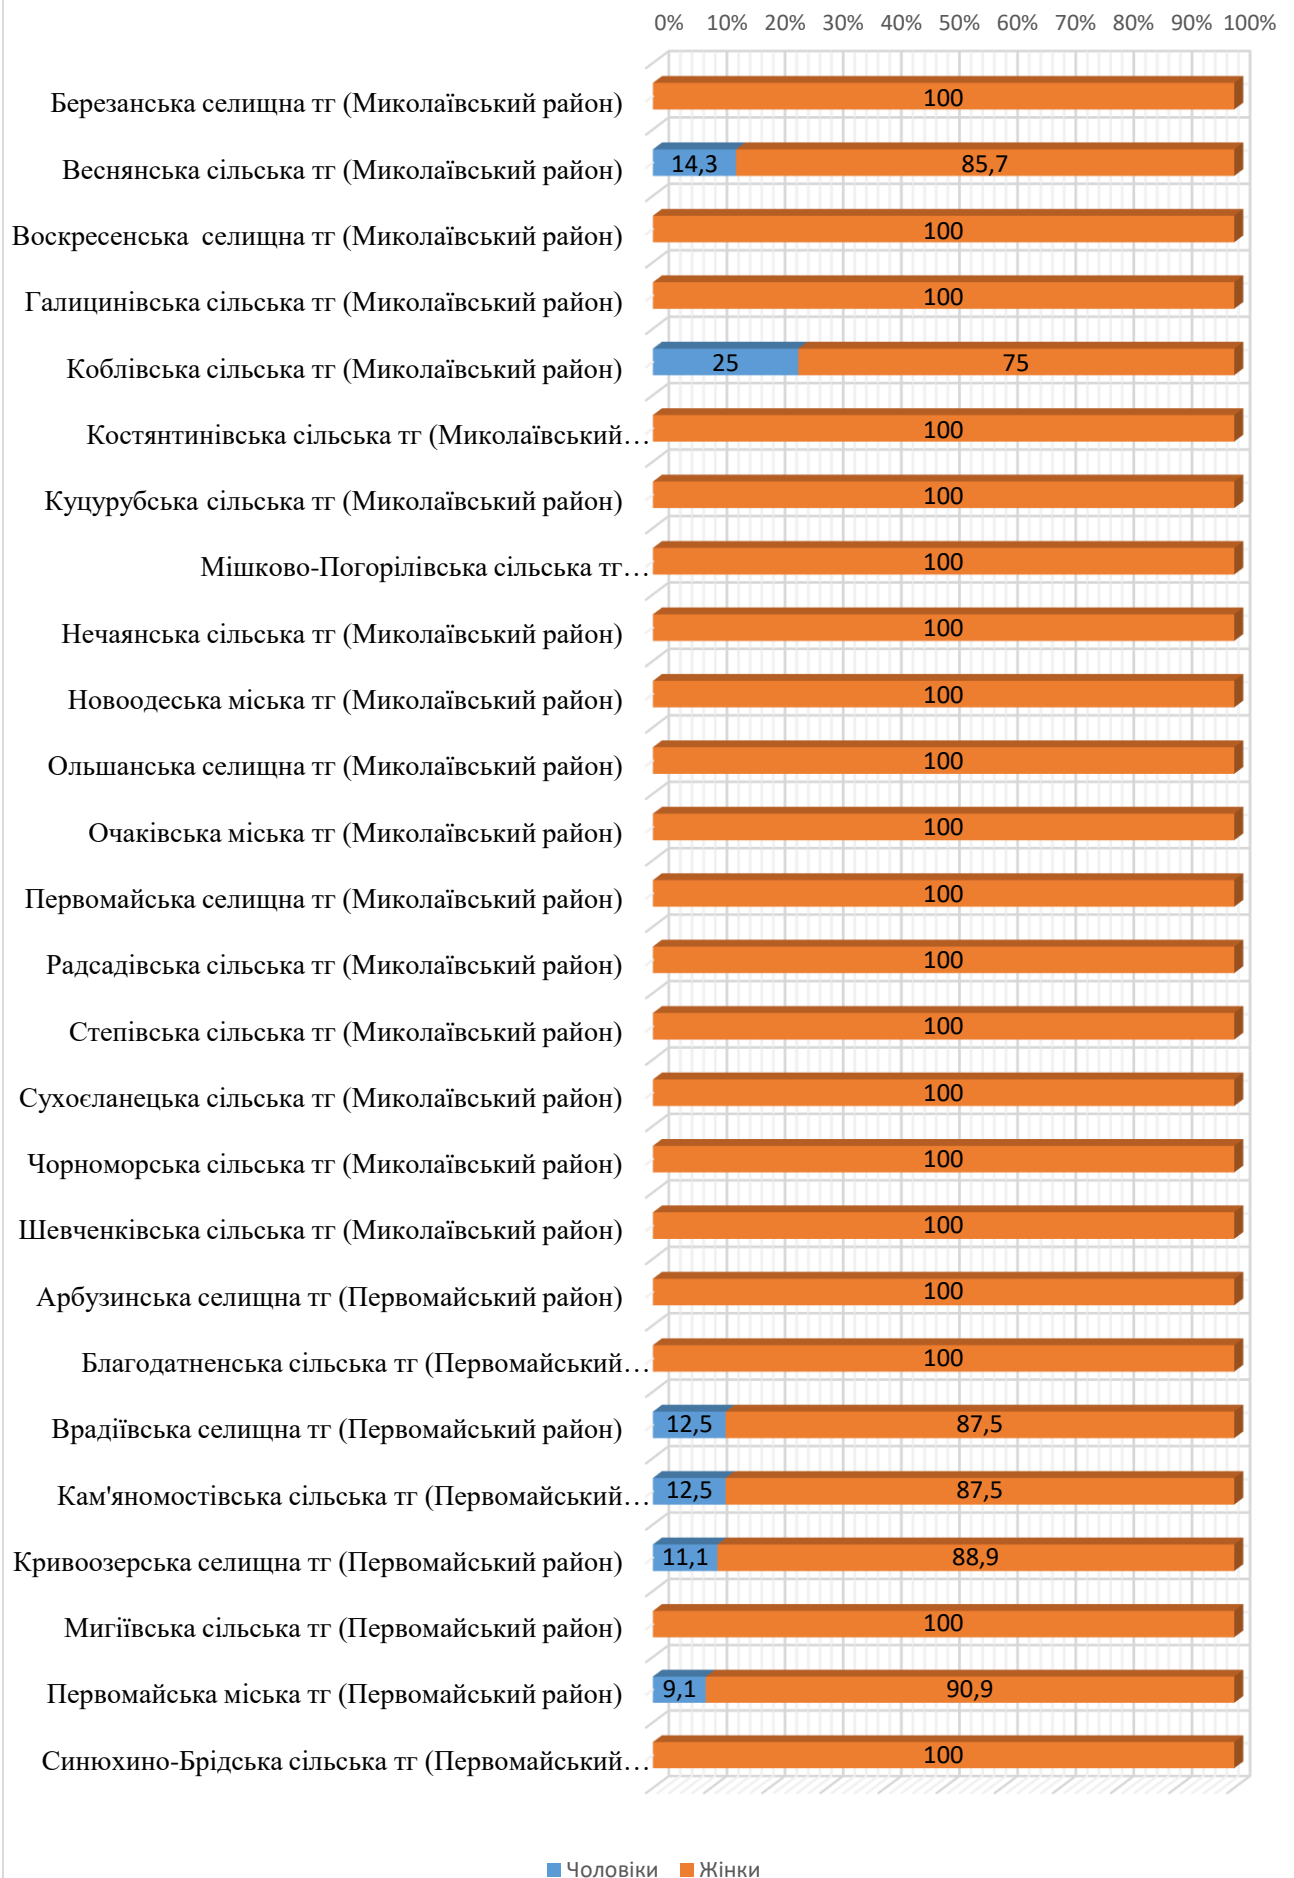 0% 10% 20% 30% 40% 50% 60% 70% 80% 90% 100%
Березанська селищна тг (Миколаївський район) 100
Веснянська сільська тг (Миколаївський район) 14,3 85,7
Воскресенська селищна тг (Миколаївський район) 100
Галицинівська сільська тг (Миколаївський район) 100
Коблівська сільська тг (Миколаївський район) 25 75
Костянтинівська сільська тг (Миколаївський… 100
Куцурубська сільська тг (Миколаївський район) 100
Мішково-Погорілівська сільська тг… 100
Нечаянська сільська тг (Миколаївський район) 100
Новоодеська міська тг (Миколаївський район) 100
Ольшанська селищна тг (Миколаївський район) 100
Очаківська міська тг (Миколаївський район) 100
Первомайська селищна тг (Миколаївський район) 100
Радсадівська сільська тг (Миколаївський район) 100
Степівська сільська тг (Миколаївський район) 100
Сухоєланецька сільська тг (Миколаївський район) 100
Чорноморська сільська тг (Миколаївський район) 100
Шевченківська сільська тг (Миколаївський район) 100
Арбузинська селищна тг (Первомайський район) 100
Благодатненська сільська тг (Первомайський… 100
Врадіївська селищна тг (Первомайський район) 12,5 87,5
Кам'яномостівська сільська тг (Первомайський… 12,5 87,5
Кривоозерська селищна тг (Первомайський район) 11,1 88,9
Мигіївська сільська тг (Первомайський район) 100
Первомайська міська тг (Первомайський район) 9,1 90,9
Синюхино-Брідська сільська тг (Первомайський… 100
Чоловіки Жінки